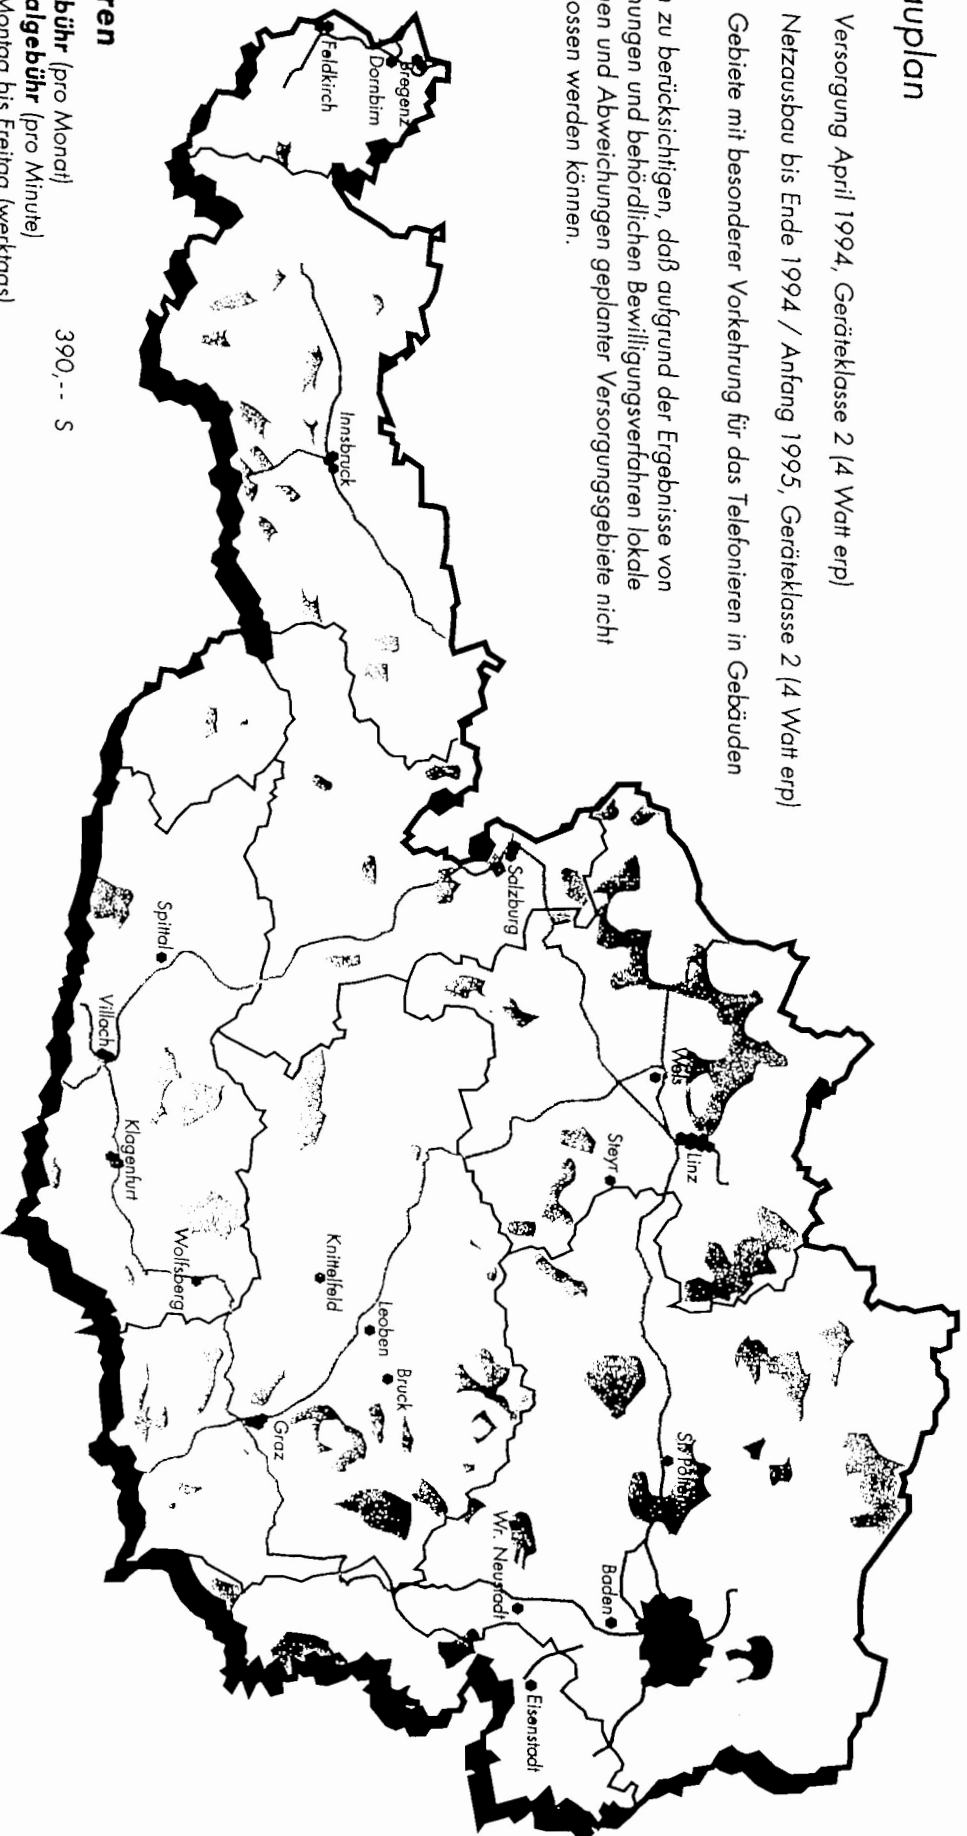 uplan
Versorgung April 1994, Geräteklasse 2 (4 Watt erp)
Netzausbau bis Ende 1994 / Anfang 1995, Geräteklasse 2 (4 Watt erp)
Gebiete mit besonderer Vorkehrung für das Telefonieren in Gebäuden
zu berücksichtigen, daß aufgrund der Ergebnisse von
ungen und behördlichen Bewilligungsverfahren lokale
en und Abweichungen geplanter Versorgungsgebiete nicht
ossen werden können.
Linz
Wels
Steyr
St. Pölten
Baden
Wr. Neustadt
Eisenstadt
Salzburg
Bregenz
Dornbirn
Feldkirch
Innsbruck
Bruck
Leoben
Knittelfeld
Graz
Spittal
Villach
Klagenfurt
Wolfsberg
ren
bühr (pro Monat) 390,-- S
algebühr (pro Minute)
Montag bis Freitag (werktags)